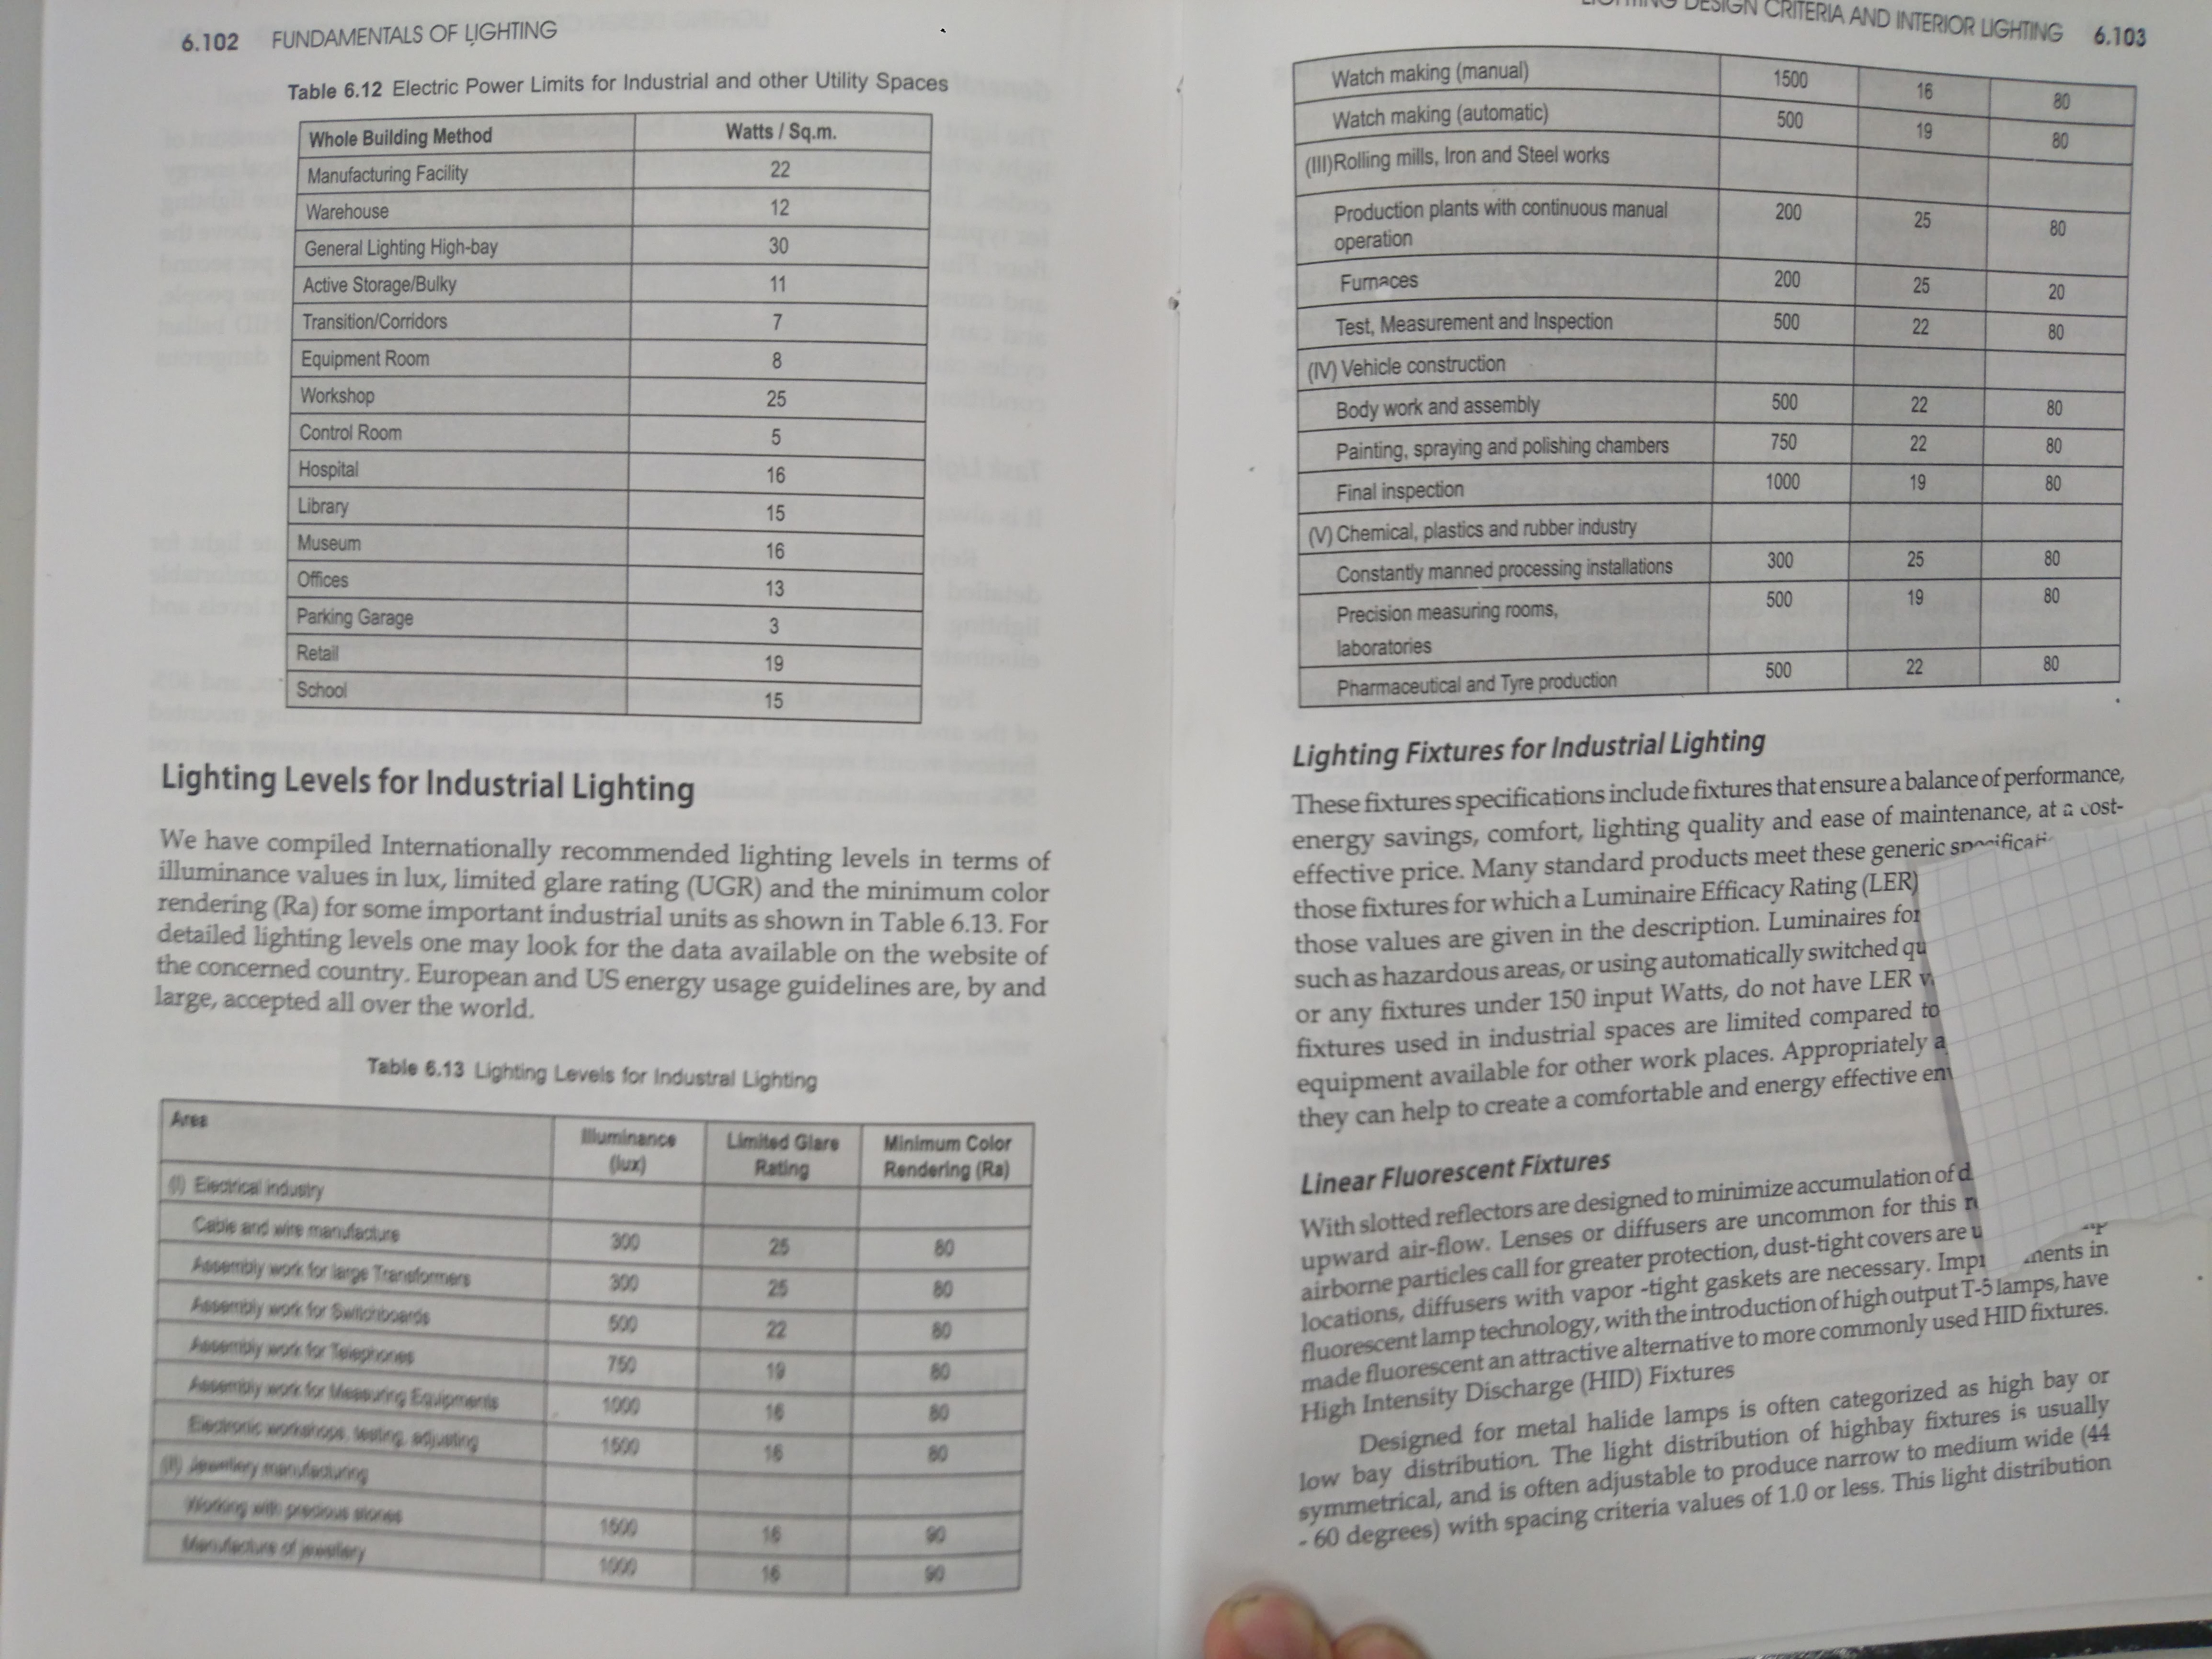 6.102 FUNDAMENTALS OF LIGHTING
Table 6.12 Electric Power Limits for Industrial and other Utility Spaces
Whole Building Method Watts / Sq.m.
Manufacturing Facility 22
Warehouse 12
General Lighting High-bay 30
Active Storage/Bulky 11
Transition/Corridors 7
Equipment Room 8
Workshop 25
Control Room 5
Hospital 16
Library 15
Museum 16
Offices 13
Parking Garage 3
Retail 19
School 15
Lighting Levels for Industrial Lighting
We have compiled Internationally recommended lighting levels in terms of
illuminance values in lux, limited glare rating (UGR) and the minimum color
rendering (Ra) for some important industrial units as shown in Table 6.13. For
detailed lighting levels one may look for the data available on the website of
the concerned country. European and US energy usage guidelines are, by and
large, accepted all over the world.
Table 6.13 Lighting Levels for Industral Lighting
Area Illuminance (lux) Limited Glare Rating Minimum Color Rendering (Ra)
(I) Electrical industry
Cable and wire manufacture 300 25 80
Assembly work for large Transformers 300 25 80
Assembly work for Switchboards 500 22 80
Assembly work for Telephones 750 19 80
Assembly work for Measuring Equipments 1000 16 80
Electronic workshops, testing, adjusting 1500 16 80
(II) Jewellery manufacturing
Working with precious stones 1500 16 90
Manufacture of jewellery 1000 16 90
DESIGN CRITERIA AND INTERIOR LIGHTING 6.103
Watch making (manual) 1500 16 80
Watch making (automatic) 500 19 80
(III)Rolling mills, Iron and Steel works
Production plants with continuous manual 200 25 80
operation
Furnaces 200 25 20
Test, Measurement and Inspection 500 22 80
(IV) Vehicle construction
Body work and assembly 500 22 80
Painting, spraying and polishing chambers 750 22 80
Final inspection 1000 19 80
(V) Chemical, plastics and rubber industry
Constantly manned processing installations 300 25 80
Precision measuring rooms, 500 19 80
laboratories
Pharmaceutical and Tyre production 500 22 80
Lighting Fixtures for Industrial Lighting
These fixtures specifications include fixtures that ensure a balance of performance,
energy savings, comfort, lighting quality and ease of maintenance, at a cost-
effective price. Many standard products meet these generic
those fixtures for which a Luminaire Efficacy Rating (LER)
those values are given in the description. Luminaires for
such as hazardous areas, or using automatically switched
or any fixtures under 150 input Watts, do not have LER
fixtures used in industrial spaces are limited compared to
equipment available for other work places. Appropriately
they can help to create a comfortable and energy effective
Linear Fluorescent Fixtures
With slotted reflectors are designed to minimize accumulation of
upward air-flow. Lenses or diffusers are uncommon for this
airborne particles call for greater protection, dust-tight covers are
locations, diffusers with vapor -tight gaskets are necessary. in
fluorescent lamp technology, with the introduction of high output T-5 lamps, have
made fluorescent an attractive alternative to more commonly used HID fixtures.
High Intensity Discharge (HID) Fixtures
Designed for metal halide lamps is often categorized as high bay or
low bay distribution. The light distribution of highbay fixtures is usually
symmetrical, and is often adjustable to produce narrow to medium wide (44
- 60 degrees) with spacing criteria values of 1.0 or less. This light distribution